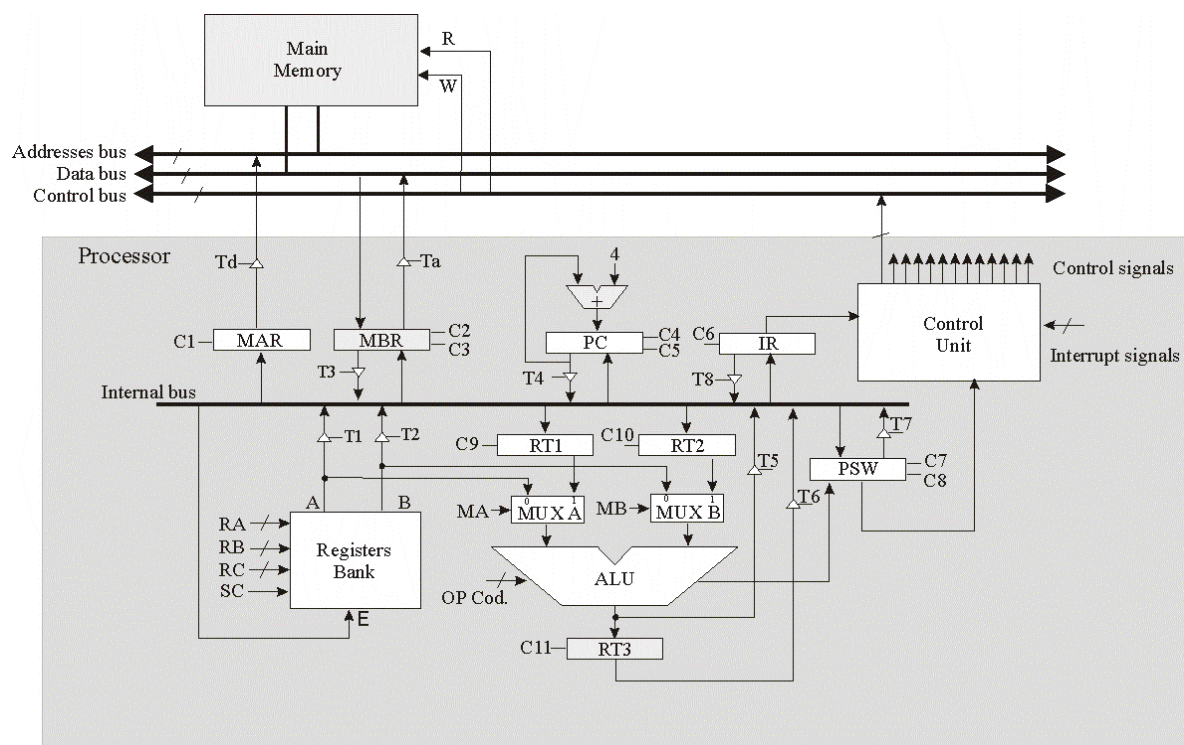 Main
Memory
R
W
Addresses bus
Data bus
Control bus
Processor
Td
Ta
4
+
Control signals
C1
MAR
MBR
C2
C3
PC
C4
C5
C6
IR
Control
Unit
Interrupt signals
T3
T4
T8
Internal bus
T1
T2
C9
RT1
C10
RT2
T5
T6
T7
PSW
C7
C8
A
B
MA
0
1
MUX A
MB
0
1
MUX B
RA
RB
RC
SC
Registers
Bank
E
OP Cod.
ALU
C11
RT3